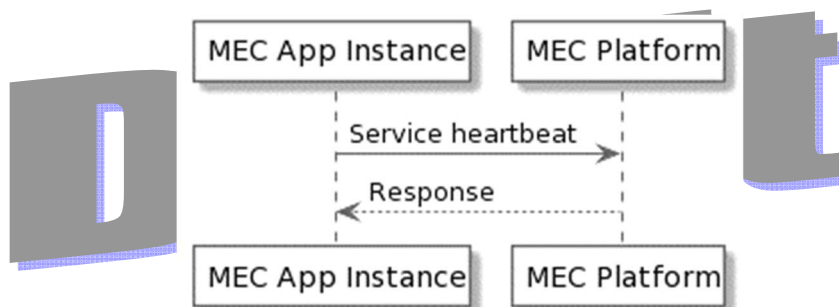 MEC App Instance MEC Platform
Service heartbeat
Response
MEC App Instance MEC Platform
D
t